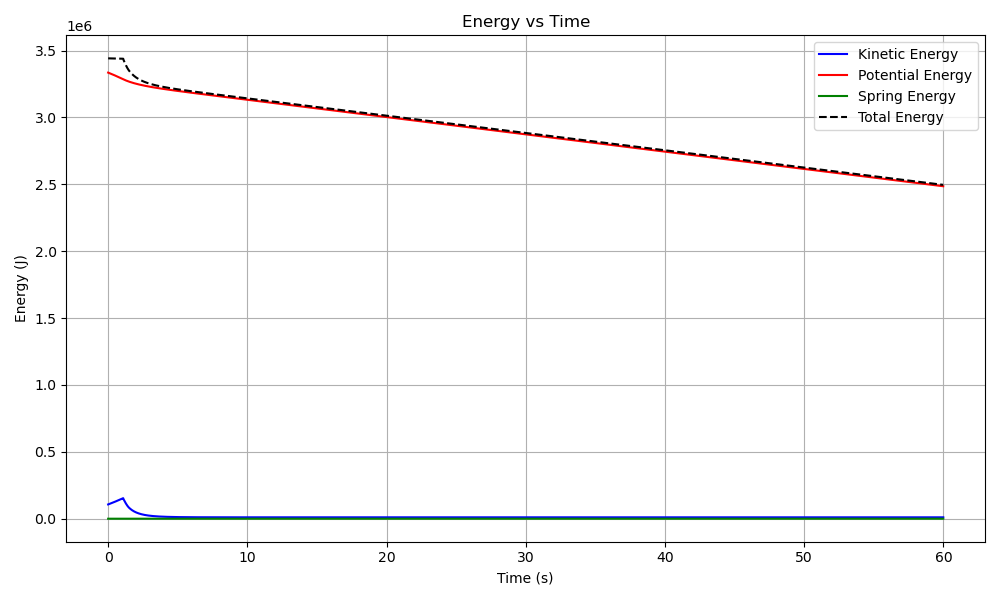 Energy vs Time
1e6
3.5
3.0
2.5
2.0
1.5
1.0
0.5
0.0
Energy (J)
Kinetic Energy
Potential Energy
Spring Energy
Total Energy
0 10 20 30 40 50 60
Time (s)